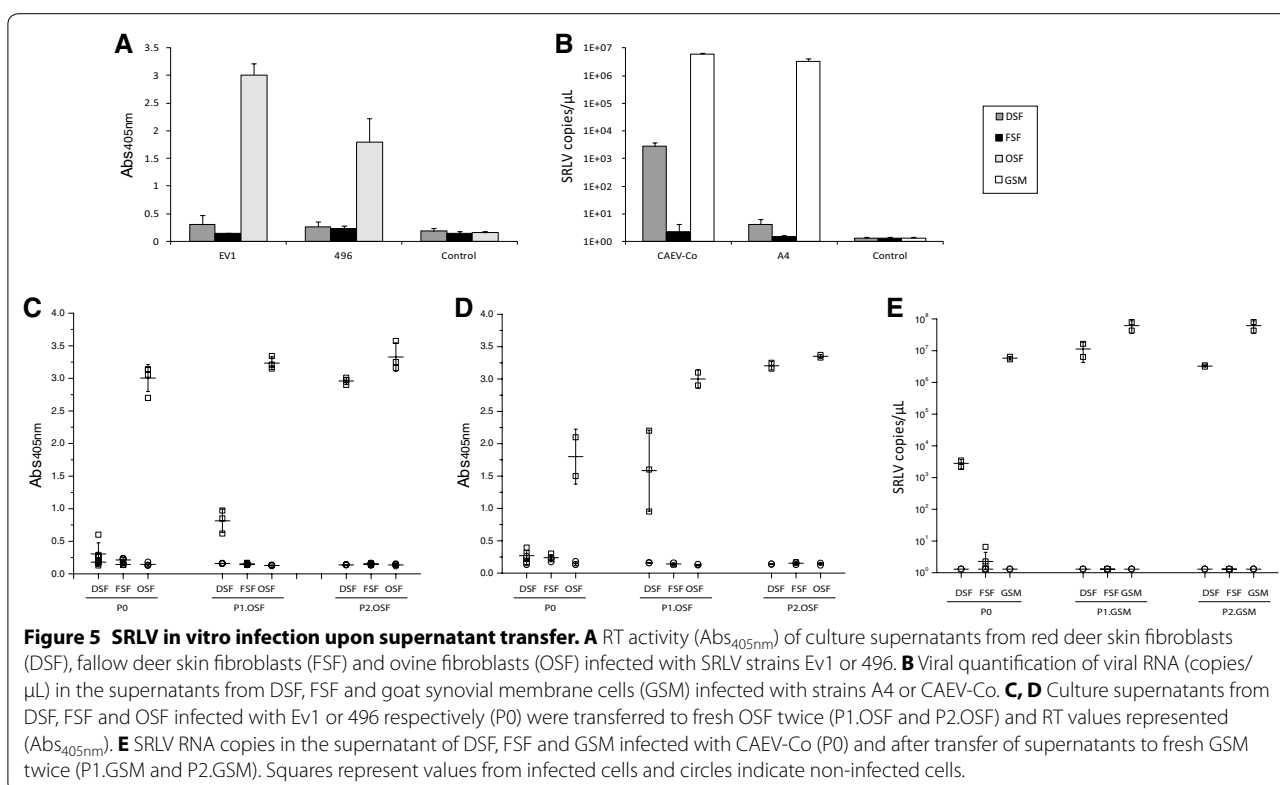 A
B
3.5
3
2.5
2
1.5
1
0.5
0
Abs405nm
EV1 496 Control
1E+07
1E+06
1E+05
1E+04
1E+03
1E+02
1E+01
1E+00
SRLV copies/µL
CAEV-Co A4 Control
DSF
FSF
OSF
GSM
C
4.0
3.5
3.0
2.5
2.0
1.5
1.0
0.5
0.0
Abs405nm
DSF FSF OSF DSF FSF OSF DSF FSF OSF
P0 P1.OSF P2.OSF
D
4.0
3.5
3.0
2.5
2.0
1.5
1.0
0.5
0.0
Abs405nm
DSF FSF OSF DSF FSF OSF DSF FSF OSF
P0 P1.OSF P2.OSF
E
10⁸
10⁷
10⁶
10⁵
10⁴
10³
10²
10¹
10⁰
SRLV copies/µL
DSF FSF GSM DSF FSF GSM DSF FSF GSM
P0 P1.GSM P2.GSM
Figure 5 SRLV in vitro infection upon supernatant transfer. A RT activity (Abs405nm) of culture supernatants from red deer skin fibroblasts
(DSF), fallow deer skin fibroblasts (FSF) and ovine fibroblasts (OSF) infected with SRLV strains Ev1 or 496. B Viral quantification of viral RNA (copies/
µL) in the supernatants from DSF, FSF and goat synovial membrane cells (GSM) infected with strains A4 or CAEV-Co. C, D Culture supernatants from
DSF, FSF and OSF infected with Ev1 or 496 respectively (P0) were transferred to fresh OSF twice (P1.OSF and P2.OSF) and RT values represented
(Abs405nm). E SRLV RNA copies in the supernatant of DSF, FSF and GSM infected with CAEV-Co (P0) and after transfer of supernatants to fresh GSM
twice (P1.GSM and P2.GSM). Squares represent values from infected cells and circles indicate non-infected cells.